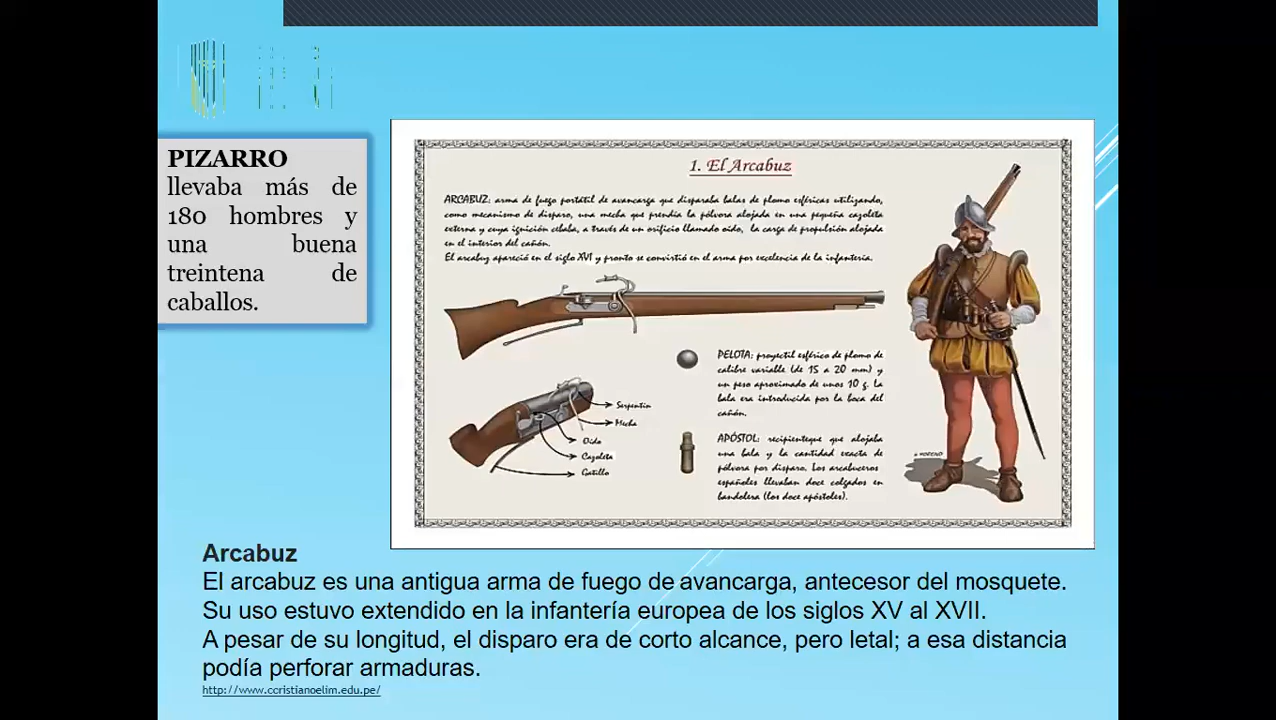 PIZARRO
llevaba más de
180 hombres y
una buena
treintena de
caballos.
1. El Arcabuz
ARCABUZ: arma de fuego portátil de avancarga que disparaba balas de plomo esféricas utilizando,
como mecanismo de disparo, una mecha que prendía la pólvora alojada en una pequeña cazoleta
externa y cuya ignición cebaba, a través de un orificio llamado oído, la carga de propulsión alojada
en el interior del cañón.
El arcabuz apareció en el siglo XVI y pronto se convirtió en el arma por excelencia de la infantería.
PELOTA: proyectil esférico de plomo de
calibre variable (de 15 a 20 mm) y
un peso aproximado de unos 10 g. La
bala era introducida por la boca del
cañón.
Serpentín
Mecha
Oído
Cazoleta
Gatillo
APÓSTOL: recipienteque que alojaba
una bala y la cantidad exacta de
pólvora por disparo. Los arcabuceros
españoles llevaban doce colgados en
bandolera (los doce apóstoles).
Arcabuz
El arcabuz es una antigua arma de fuego de avancarga, antecesor del mosquete.
Su uso estuvo extendido en la infantería europea de los siglos XV al XVII.
A pesar de su longitud, el disparo era de corto alcance, pero letal; a esa distancia
podía perforar armaduras.
http://www.ccristianoelim.edu.pe/